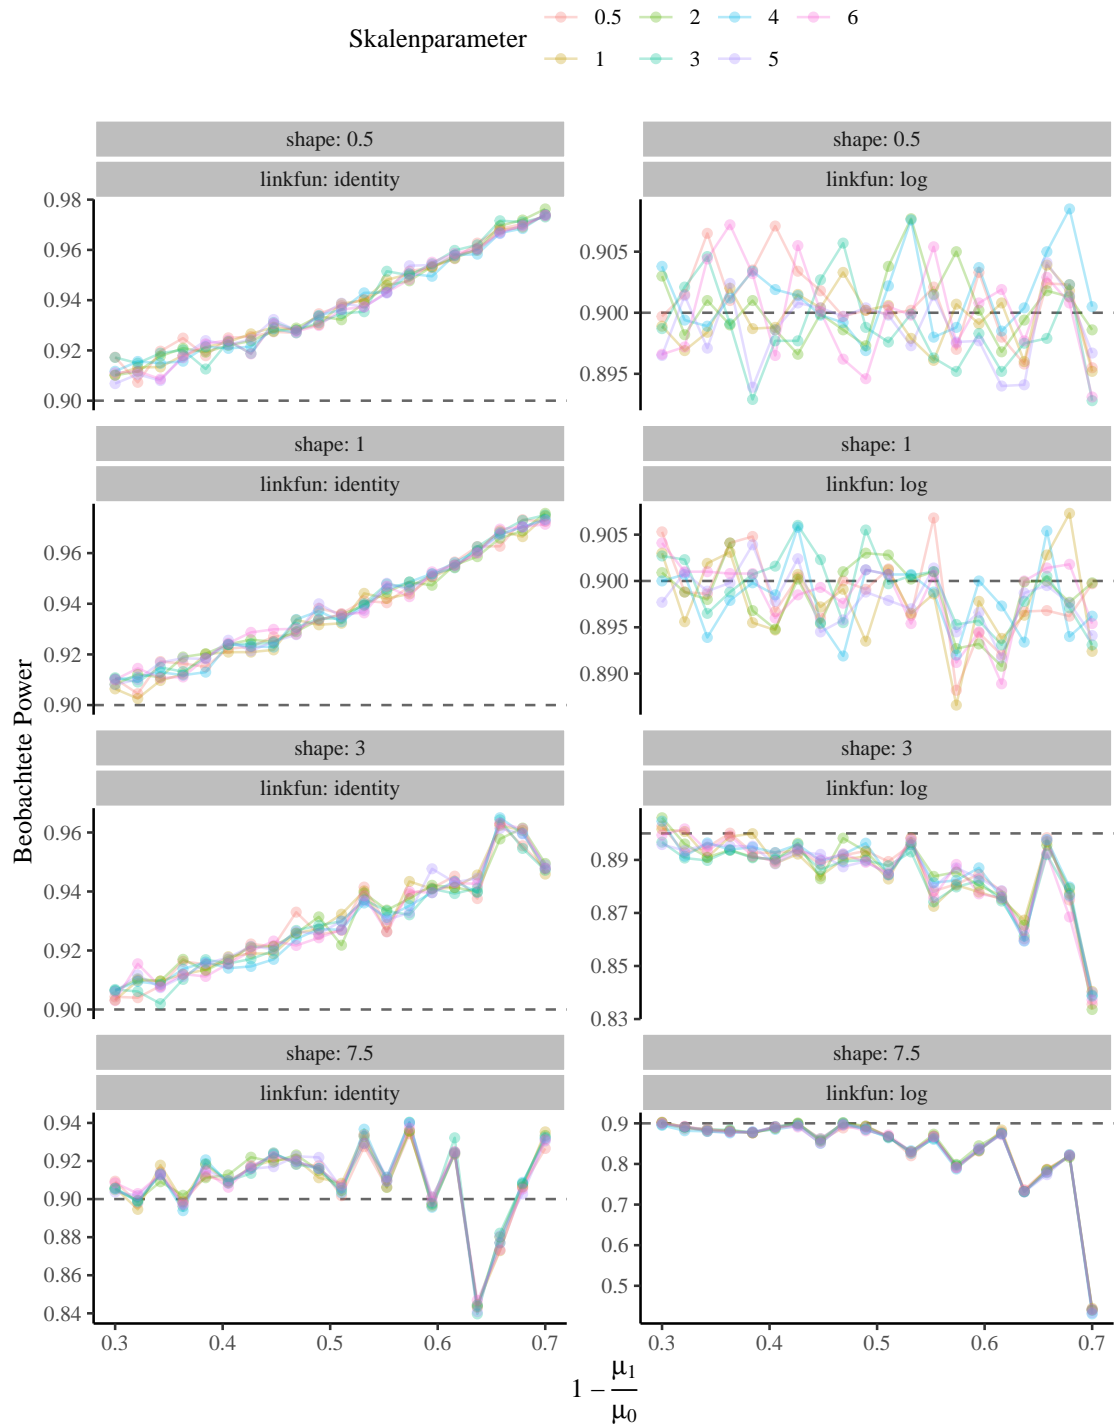 Skalenparameter
0.5 2 4 6
1 3 5
shape: 0.5 shape: 0.5
linkfun: identity linkfun: log
0.98
0.96
0.94
0.92
0.90
0.905
0.900
0.895
shape: 1 shape: 1
linkfun: identity linkfun: log
0.96
0.94
0.92
0.90
0.905
0.900
0.895
0.890
Beobachtete Power
shape: 3 shape: 3
linkfun: identity linkfun: log
0.96
0.94
0.92
0.90
0.89
0.87
0.85
0.83
shape: 7.5 shape: 7.5
linkfun: identity linkfun: log
0.94
0.92
0.90
0.88
0.86
0.84
0.9
0.8
0.7
0.6
0.5
0.3 0.4 0.5 0.6 0.7 0.3 0.4 0.5 0.6 0.7
1 − μ1
μ0